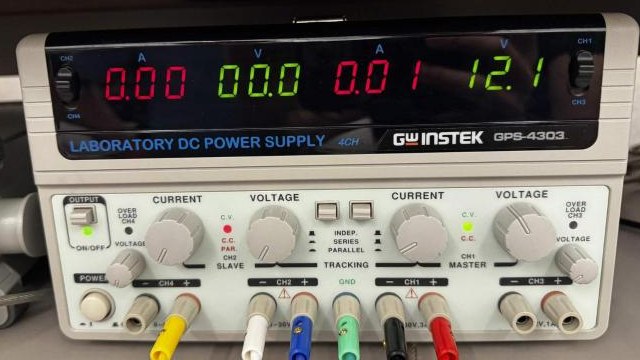 A V A V
CH2 CH1
0.00 00.0 0.01 12.1
CH4 CH3
LABORATORY DC POWER SUPPLY 4CH GW INSTEK GPS-4303
OUTPUT
ON/OFF
OVER LOAD CH4
VOLTAGE
CURRENT
C.V.
C.C.
PAR.
VOLTAGE
INDEP.
SERIES
PARALLEL
CURRENT
C.V.
C.C.
VOLTAGE
OVER LOAD CH3
VOLTAGE
CH2 SLAVE
TRACKING
CH1 MASTER
POWER
- CH4 +
- CH2 +
GND
- CH1 +
- CH3 +